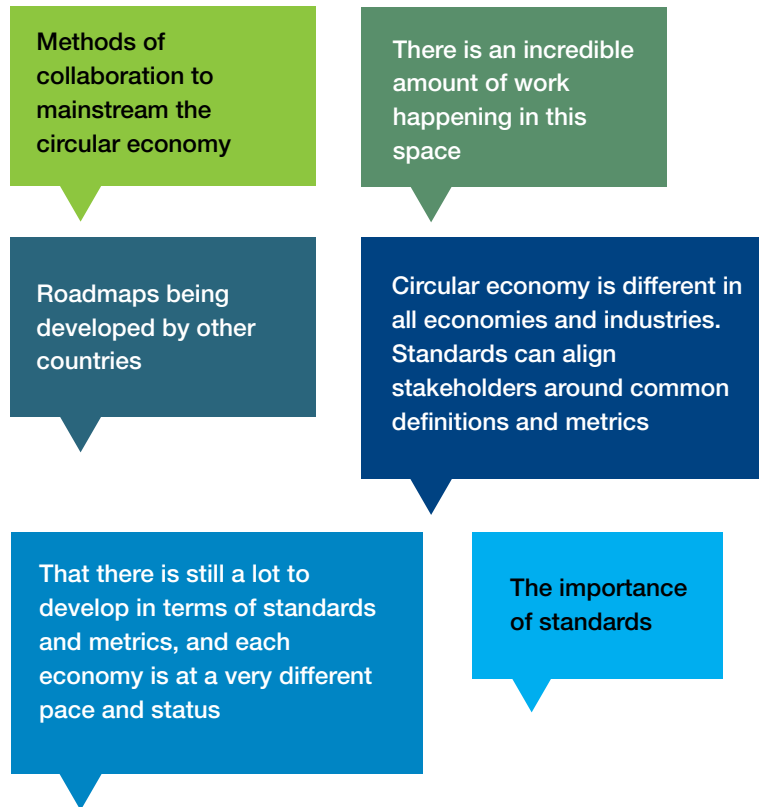 Methods of
collaboration to
mainstream the
circular economy
There is an incredible
amount of work
happening in this
space
Roadmaps being
developed by other
countries
Circular economy is different in
all economies and industries.
Standards can align
stakeholders around common
definitions and metrics
That there is still a lot to
develop in terms of standards
and metrics, and each
economy is at a very different
pace and status
The importance
of standards